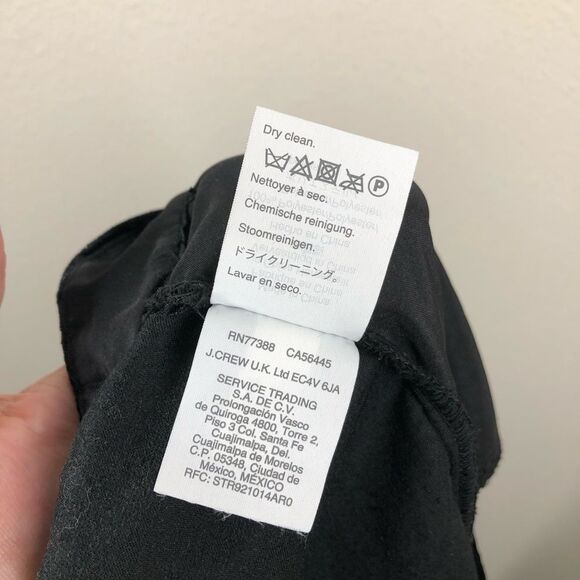 Dry clean.
P
Nettoyer à sec.
Chemische reinigung.
Stoomreinigen.
ドライクリーニング。
Lavar en seco.
RN77388 CA56445
J.CREW U.K. Ltd EC4V 6JA
SERVICE TRADING
S.A. DE C.V.
Prolongación Vasco
de Quiroga 4800, Torre 2,
Piso 3 Col. Santa Fe
Cuajimalpa, Del.
Cuajimalpa de Morelos
C.P. 05348, Ciudad de
México, MÉXICO
RFC: STR921014AR0